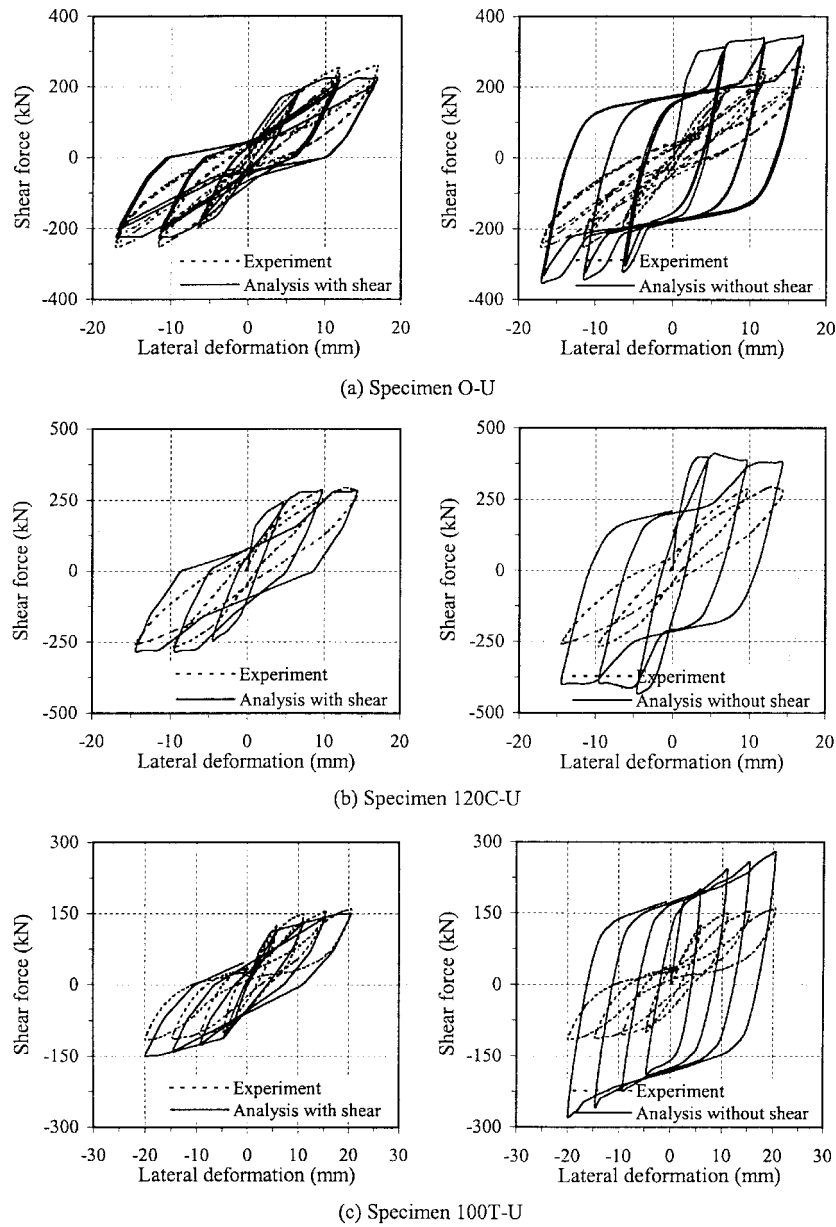 400
200
0
-200
-400
Shear force (kN)
Experiment
Analysis with shear
-20 -10 0 10 20
Lateral deformation (mm)
400
200
0
-200
-400
Shear force (kN)
Experiment
Analysis without shear
-20 -10 0 10 20
Lateral deformation (mm)
(a) Specimen O-U
500
250
0
-250
-500
Shear force (kN)
Experiment
Analysis with shear
-20 -10 0 10 20
Lateral deformation (mm)
500
250
0
-250
-500
Shear force (kN)
Experiment
Analysis without shear
-20 -10 0 10 20
Lateral deformation (mm)
(b) Specimen 120C-U
300
150
0
-150
-300
Shear force (kN)
Experiment
Analysis with shear
-30 -20 -10 0 10 20 30
Lateral deformation (mm)
300
150
0
-150
-300
Shear force (kN)
Experiment
Analysis without shear
-30 -20 -10 0 10 20 30
Lateral deformation (mm)
(c) Specimen 100T-U